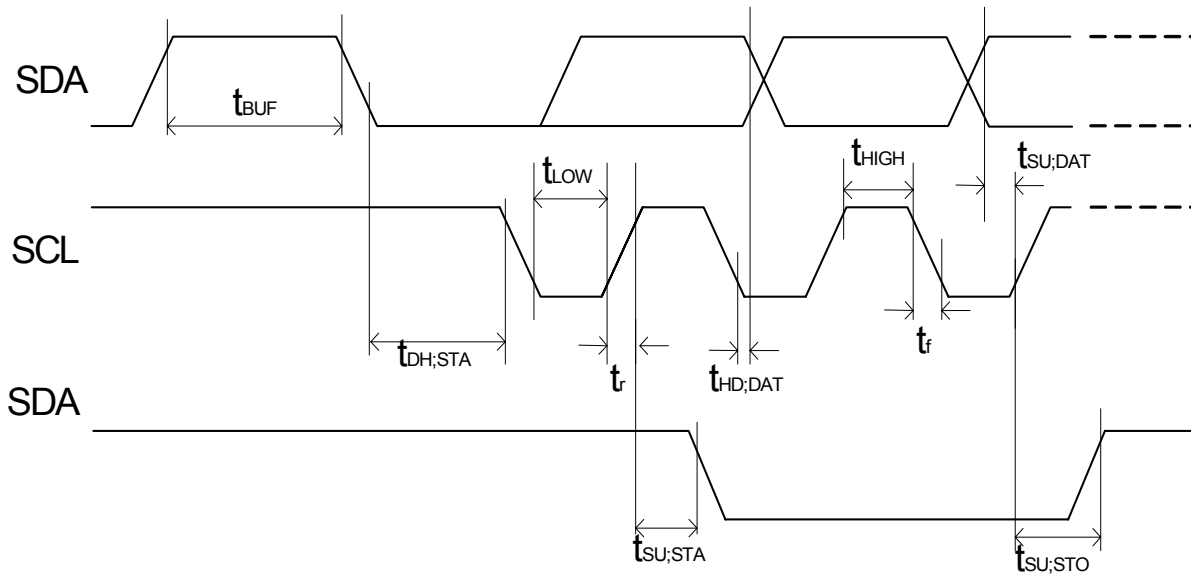 SDA
tBUF
tLOW
tHIGH
tSU;DAT
SCL
tDH;STA
tr
tHD;DAT
tf
SDA
tSU;STA
tSU;STO